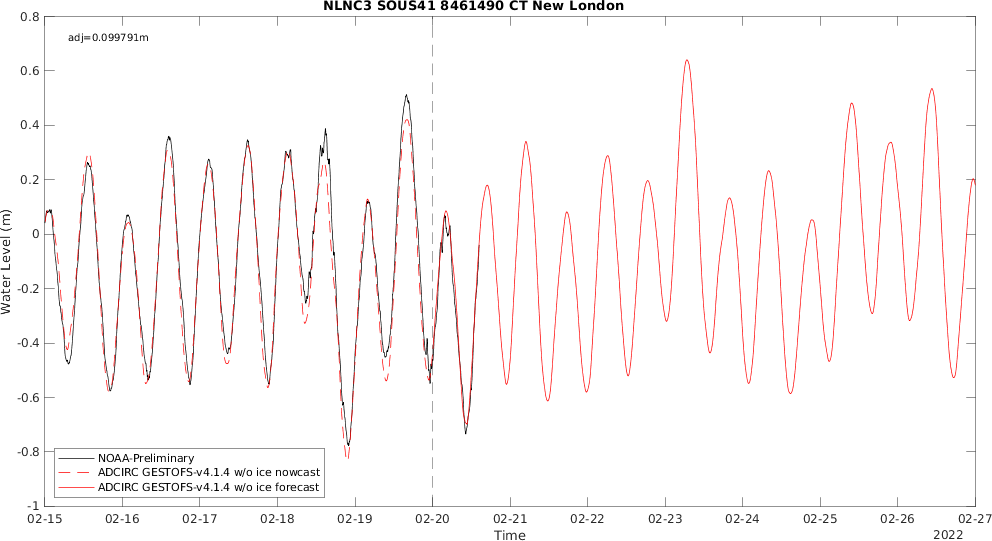 NLNC3 SOUS41 8461490 CT New London
adj=0.099791m
0.8
0.6
0.4
0.2
0
-0.2
-0.4
-0.6
-0.8
-1
Water Level (m)
NOAA-Preliminary
ADCIRC GESTOFS-v4.1.4 w/o ice nowcast
ADCIRC GESTOFS-v4.1.4 w/o ice forecast
02-15 02-16 02-17 02-18 02-19 02-20 02-21 02-22 02-23 02-24 02-25 02-26 02-27
Time
2022